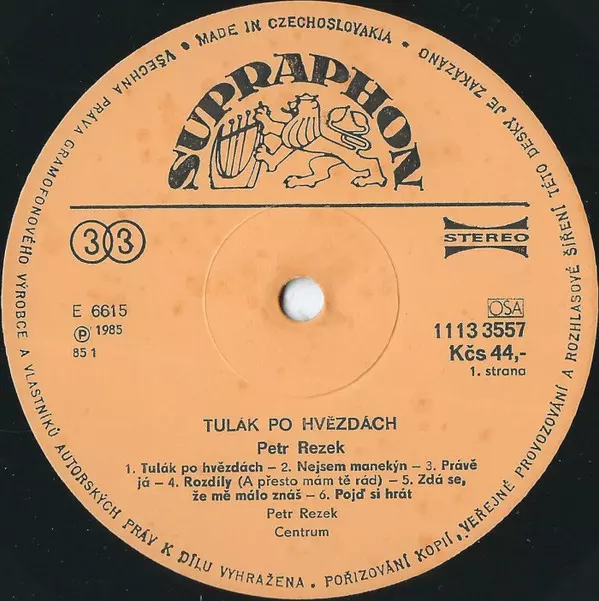 • MADE IN CZECHOSLOVAKIA •
SUPRAPHON
33
STEREO
E 6615
Ⓟ 1985
85 1
OSA
1113 3557
Kčs 44,-
1. strana
TULÁK PO HVĚZDÁCH
Petr Rezek
1. Tulák po hvězdách – 2. Nejsem manekýn – 3. Právě
já – 4. Rozdíly (A přesto mám tě rád) – 5. Zdá se,
že mě málo znáš – 6. Pojď si hrát
Petr Rezek
Centrum
VŠECHNA PRÁVA GRAMOFONOVÉHO VÝROBCE A VLASTNÍKŮ AUTORSKÝCH PRÁV K DÍLU VYHRAŽENA. POŘIZOVÁNÍ KOPIÍ, VEŘEJNÉ PROVOZOVÁNÍ A ROZHLASOVÉ ŠÍŘENÍ TÉTO DESKY JE ZAKÁZÁNO